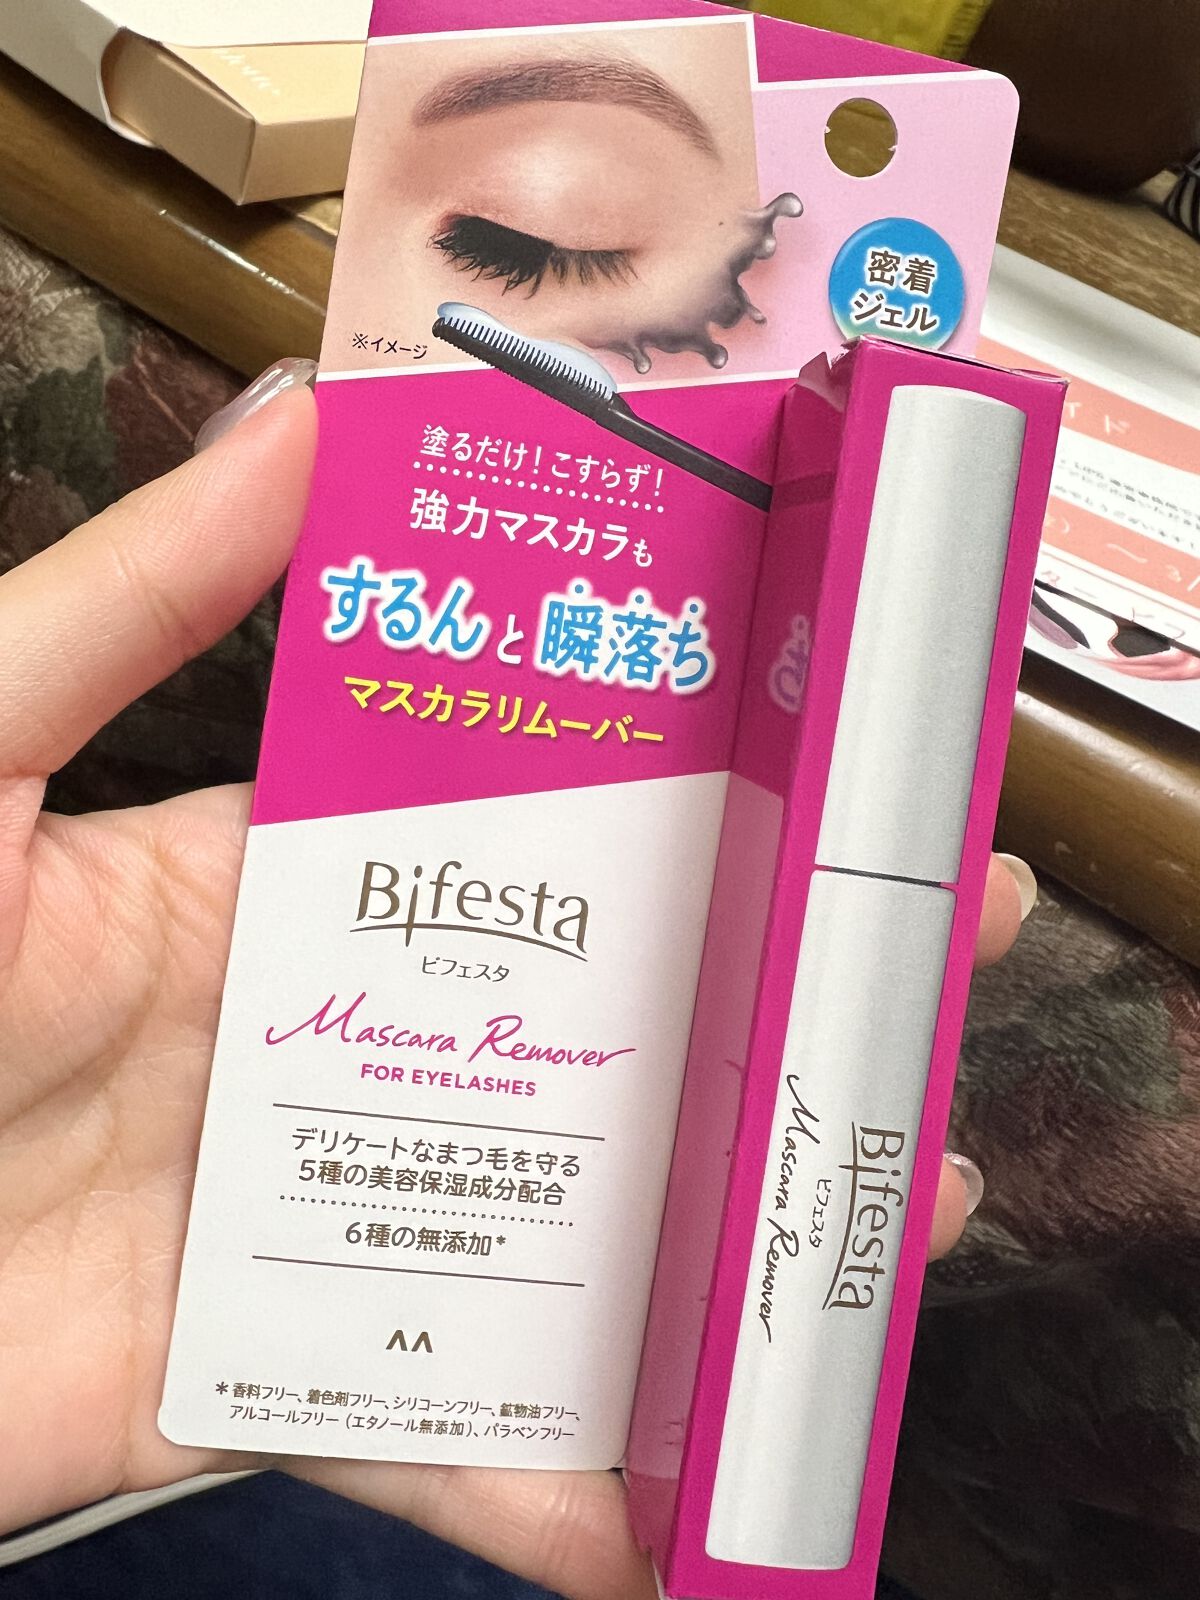 ※イメージ
密着
ジェル
塗るだけ！こすらず！
強力マスカラも
するんと瞬落ち
マスカラリムーバー
Bifesta
ビフェスタ
Mascara Remover
FOR EYELASHES
デリケートなまつ毛を守る
5種の美容保湿成分配合
6種の無添加*
*香料フリー、着色剤フリー、シリコーンフリー、鉱物油フリー、
アルコールフリー（エタノール無添加）、パラベンフリー
Bifesta
ビフェスタ
Mascara Remover